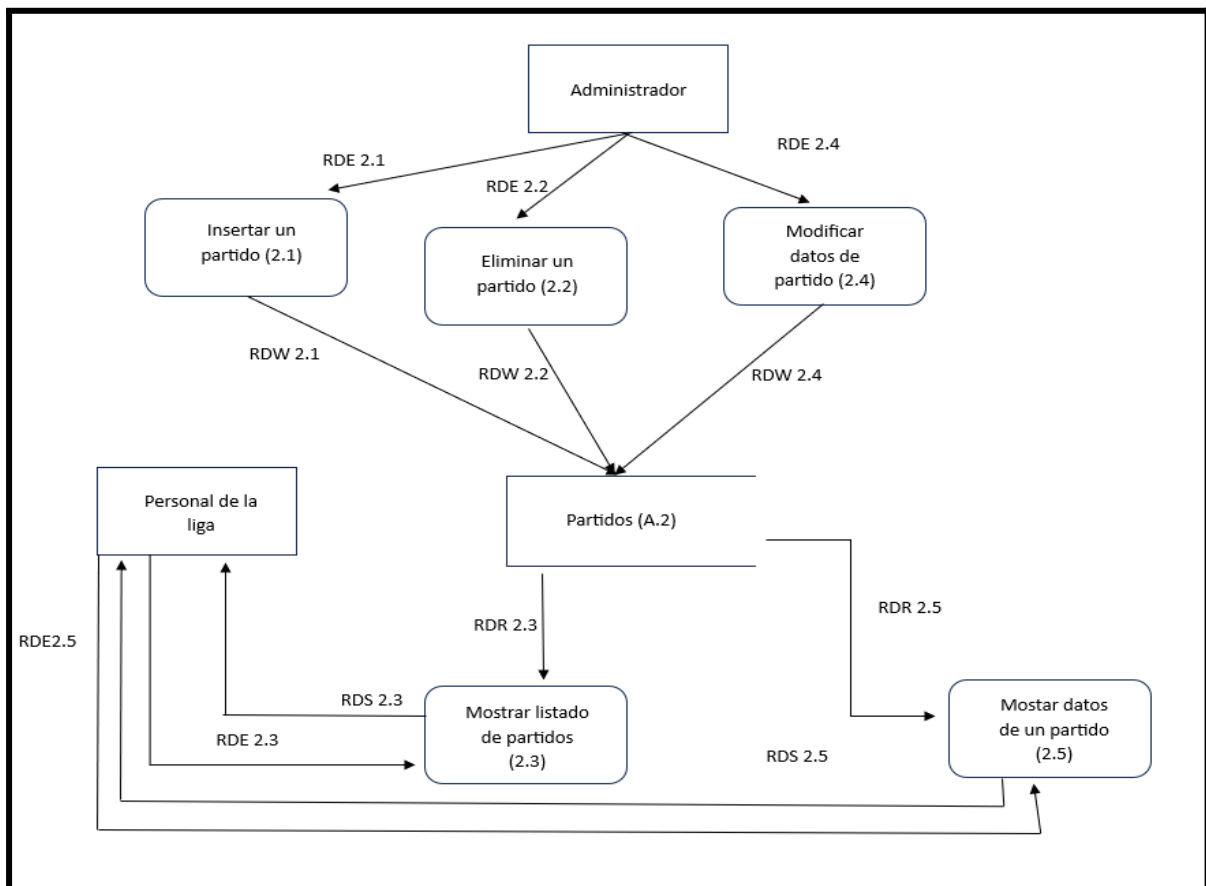 Administrador
RDE 2.1
RDE 2.2
RDE 2.4
Insertar un
partido (2.1)
Eliminar un
partido (2.2)
Modificar
datos de
partido (2.4)
RDW 2.1
RDW 2.2
RDW 2.4
Personal de la
liga
Partidos (A.2)
RDE2.5
RDR 2.3
RDR 2.5
RDS 2.3
RDE 2.3
Mostrar listado
de partidos
(2.3)
RDS 2.5
Mostar datos
de un partido
(2.5)